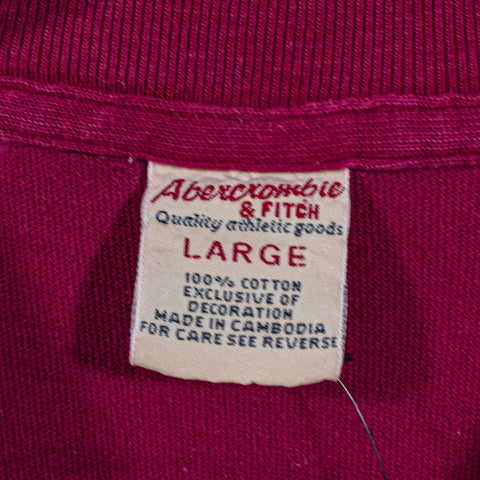 Abercrombie
& FITCH
Quality athletic goods
LARGE
100% COTTON
EXCLUSIVE OF
DECORATION
MADE IN CAMBODIA
FOR CARE SEE REVERSE